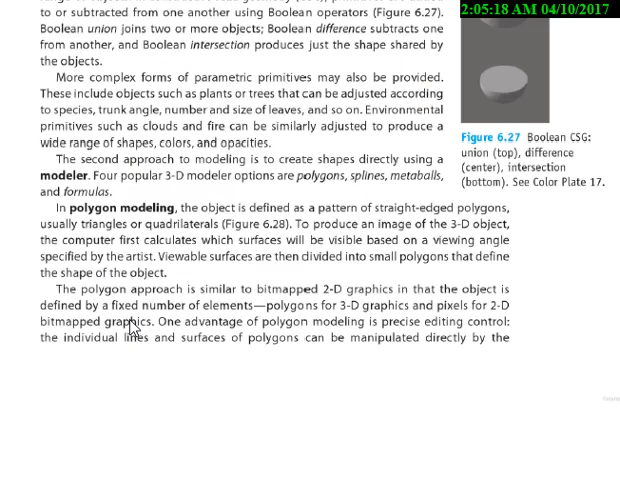 to or subtracted from one another using Boolean operators (Figure 6.27).
Boolean union joins two or more objects; Boolean difference subtracts one
from another, and Boolean intersection produces just the shape shared by
the objects.
More complex forms of parametric primitives may also be provided.
These include objects such as plants or trees that can be adjusted according
to species, trunk angle, number and size of leaves, and so on. Environmental
primitives such as clouds and fire can be similarly adjusted to produce a
wide range of shapes, colors, and opacities.
The second approach to modeling is to create shapes directly using a
modeler. Four popular 3-D modeler options are polygons, splines, metaballs,
and formulas.
In polygon modeling, the object is defined as a pattern of straight-edged polygons,
usually triangles or quadrilaterals (Figure 6.28). To produce an image of the 3-D object,
the computer first calculates which surfaces will be visible based on a viewing angle
specified by the artist. Viewable surfaces are then divided into small polygons that define
the shape of the object.
The polygon approach is similar to bitmapped 2-D graphics in that the object is
defined by a fixed number of elements—polygons for 3-D graphics and pixels for 2-D
bitmapped graphics. One advantage of polygon modeling is precise editing control:
the individual lines and surfaces of polygons can be manipulated directly by the
2:05:18 AM 04/10/2017
Figure 6.27 Boolean CSG:
union (top), difference
(center), intersection
(bottom). See Color Plate 17.